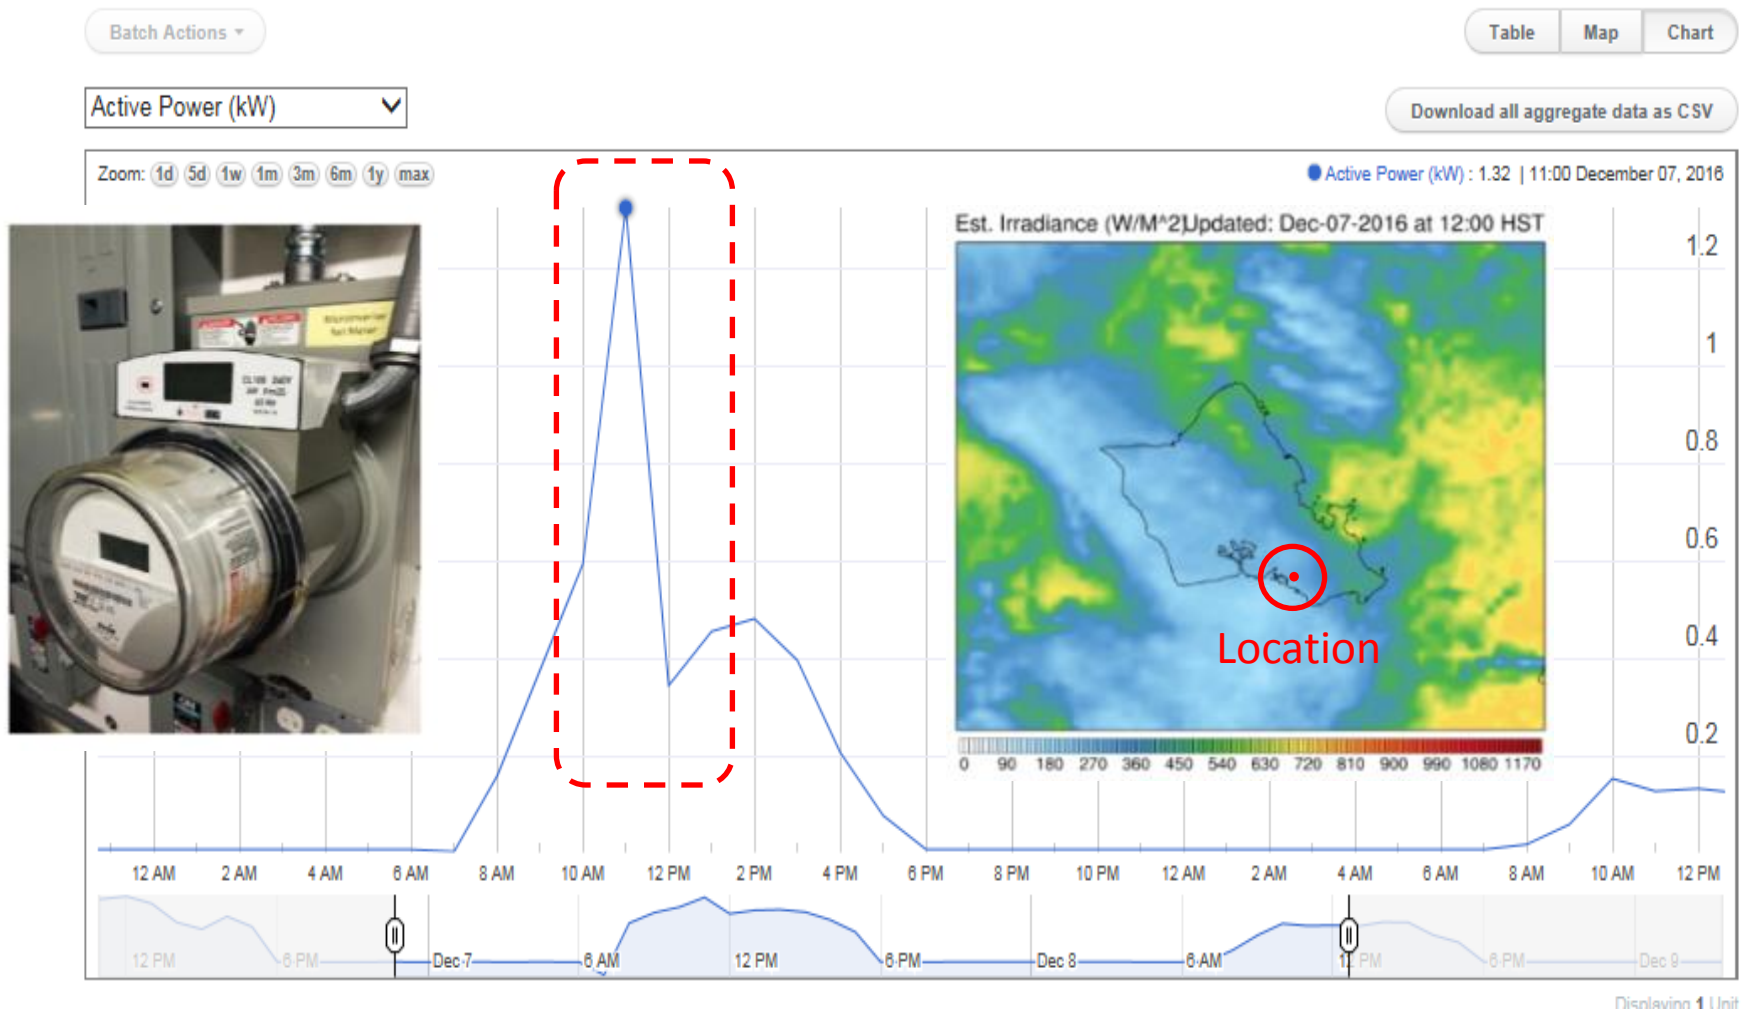 Batch Actions
Table Map Chart
Active Power (kW)
Download all aggregate data as CSV
Zoom: 1d 5d 1w 1m 3m 6m 1y max
Active Power (kW) : 1.32 | 11:00 December 07, 2016
Est. Irradiance (W/M^2)Updated: Dec-07-2016 at 12:00 HST
1.2
1
0.8
0.6
0.4
0.2
Location
0 90 180 270 360 450 540 630 720 810 900 990 1080 1170
CL100 240V
12 AM 2 AM 4 AM 6 AM 8 AM 10 AM 12 PM 2 PM 4 PM 6 PM 8 PM 10 PM 12 AM 2 AM 4 AM 6 AM 8 AM 10 AM 12 PM
12 PM 6 PM Dec 7 6 AM 12 PM 6 PM Dec 8 6 AM 12 PM 6 PM Dec 9
Displaying 1 Unit